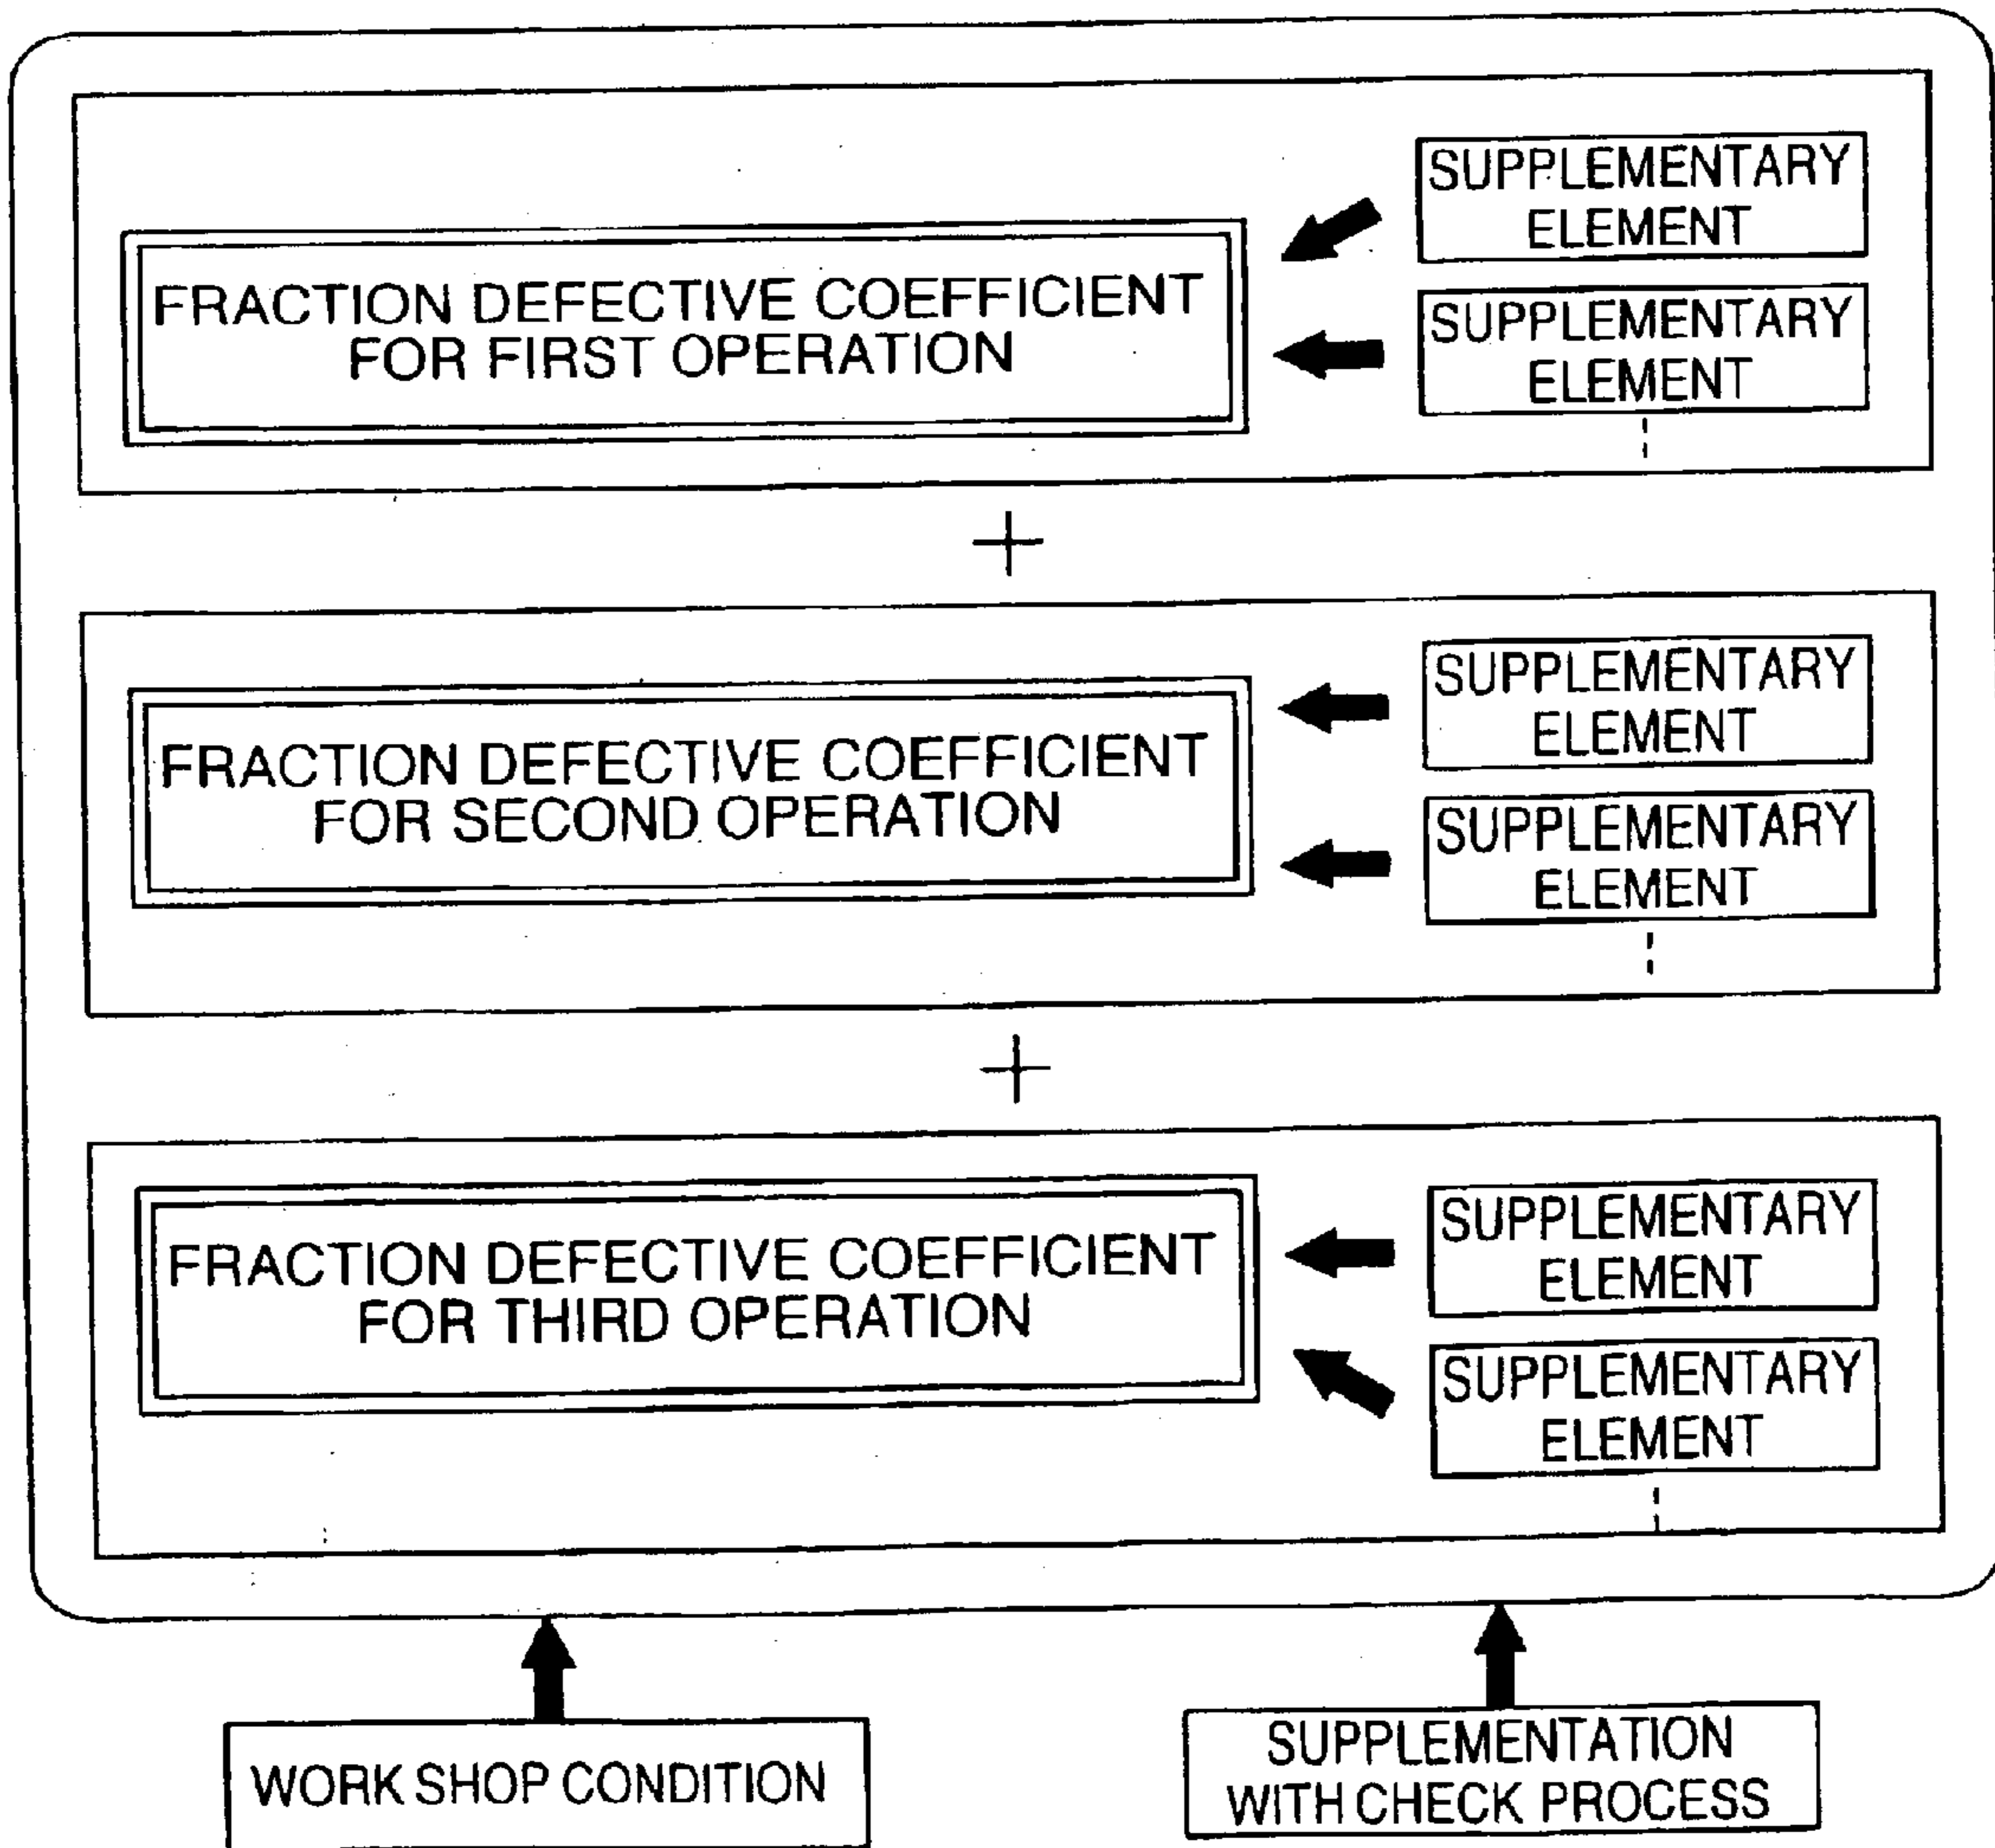 SUPPLEMENTARY
ELEMENT
FRACTION DEFECTIVE COEFFICIENT
FOR FIRST OPERATION
SUPPLEMENTARY
ELEMENT
+
SUPPLEMENTARY
ELEMENT
FRACTION DEFECTIVE COEFFICIENT
FOR SECOND OPERATION
SUPPLEMENTARY
ELEMENT
+
SUPPLEMENTARY
ELEMENT
FRACTION DEFECTIVE COEFFICIENT
FOR THIRD OPERATION
SUPPLEMENTARY
ELEMENT
WORK SHOP CONDITION
SUPPLEMENTATION
WITH CHECK PROCESS